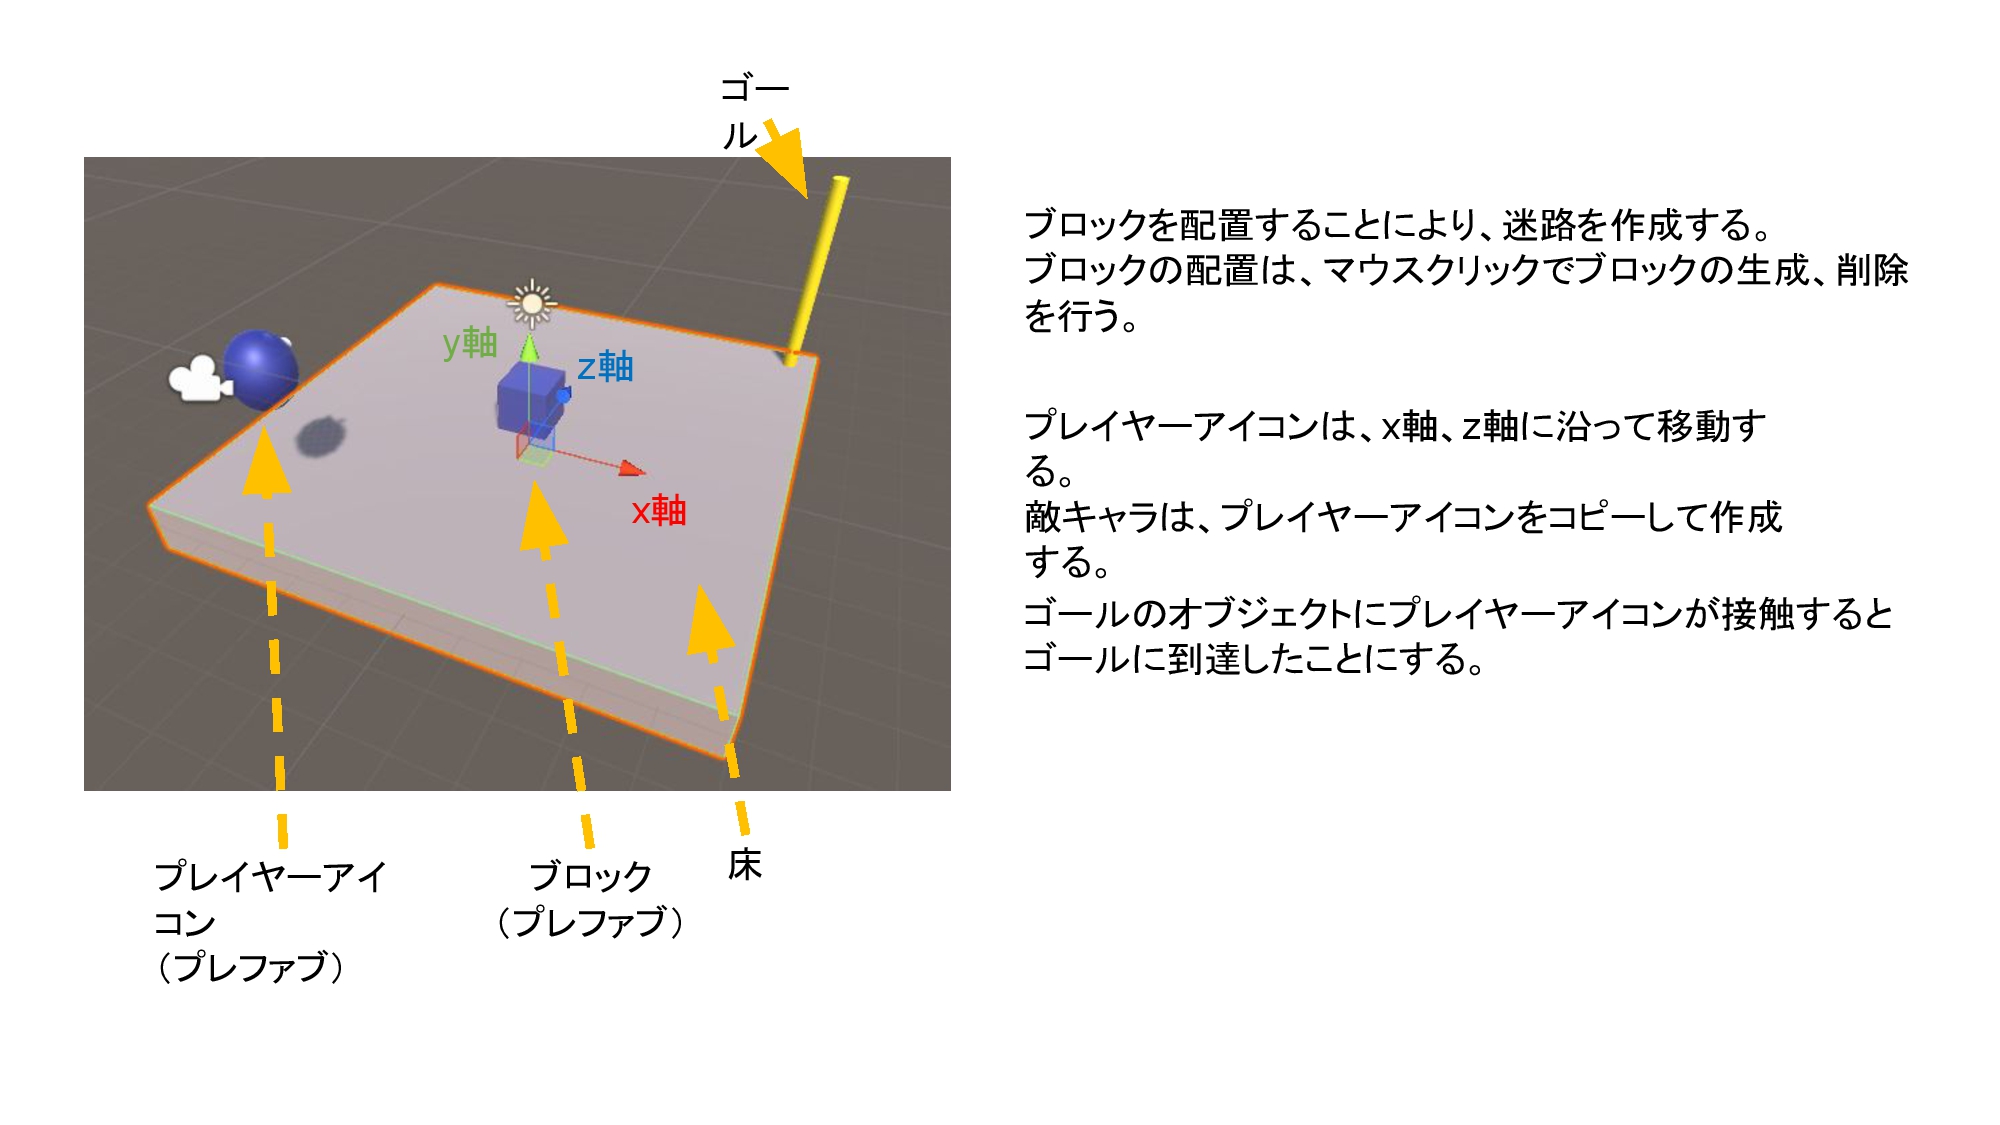 ゴー
ル
y軸
z軸
x軸
プレイヤーアイ
コン
（プレファブ）
ブロック
（プレファブ）
床
ブロックを配置することにより、迷路を作成する。
ブロックの配置は、マウスクリックでブロックの生成、削除
を行う。
プレイヤーアイコンは、x軸、z軸に沿って移動す
る。
敵キャラは、プレイヤーアイコンをコピーして作成
する。
ゴールのオブジェクトにプレイヤーアイコンが接触すると
ゴールに到達したことにする。